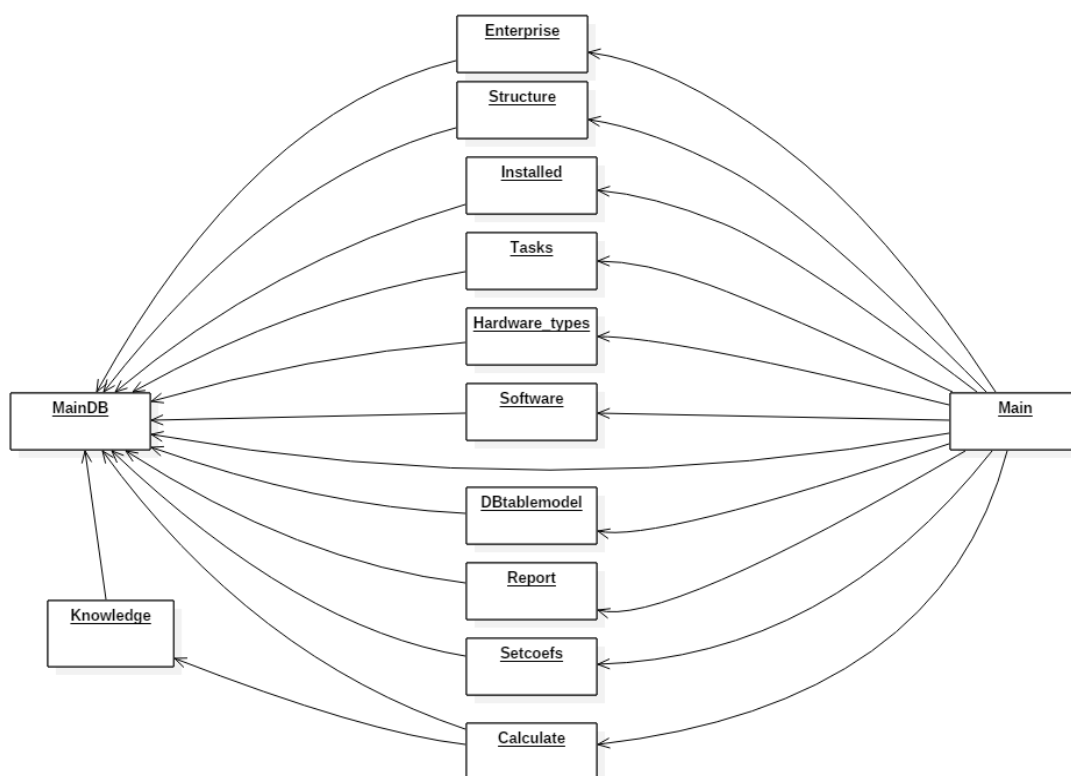 Enterprise
Structure
Installed
Tasks
Hardware_types
Software
MainDB
Main
DBtablemodel
Report
Knowledge
Setcoefs
Calculate